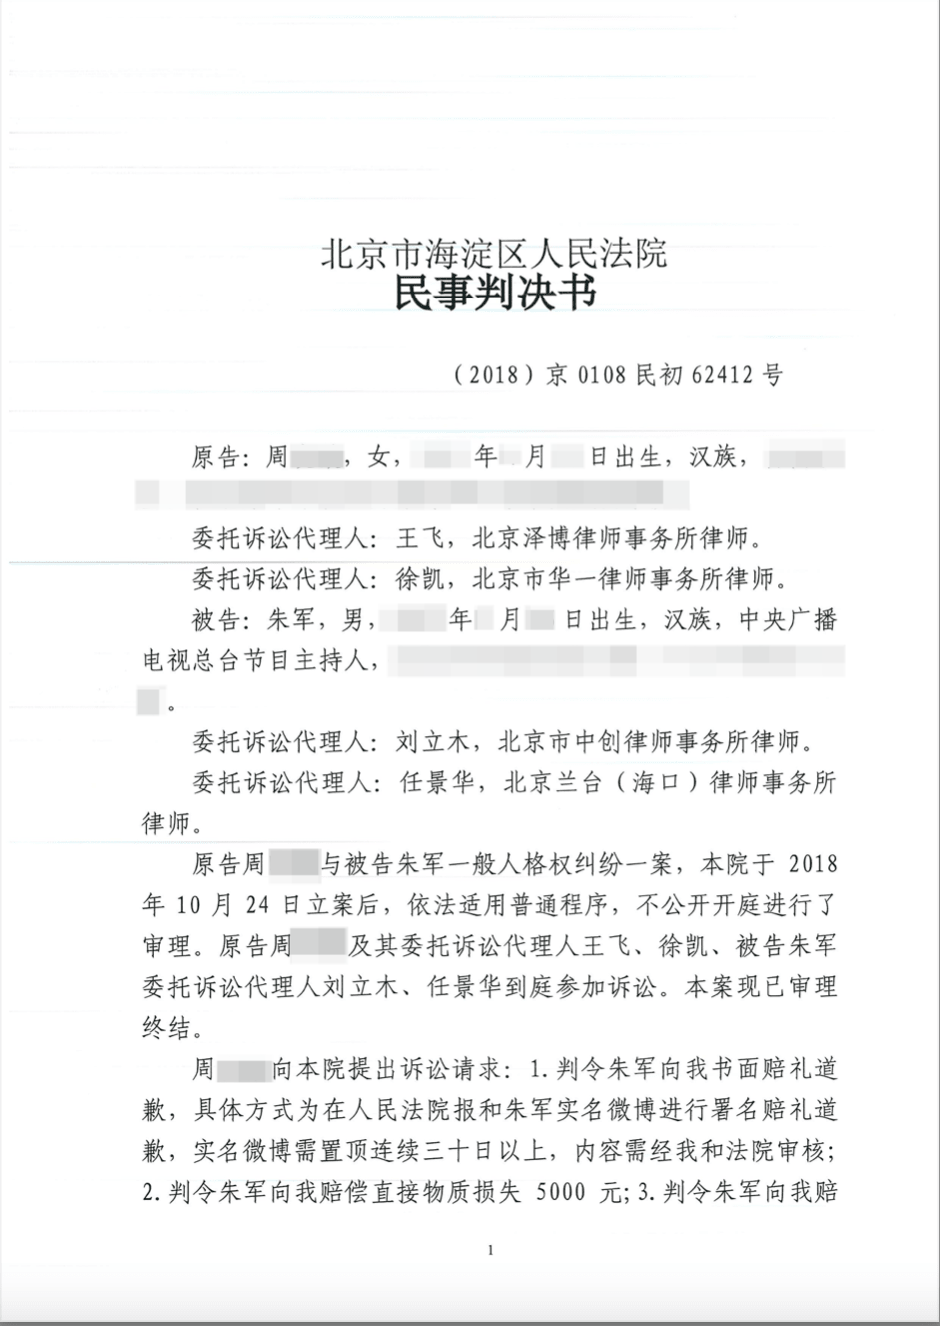 北京市海淀区人民法院
民事判决书
（2018）京 0108 民初 62412 号
原告：周，女，年月日出生，汉族，
委托诉讼代理人：王飞，北京泽博律师事务所律师。
委托诉讼代理人：徐凯，北京市华一律师事务所律师。
被告：朱军，男，年月日出生，汉族，中央广播
电视总台节目主持人，
。
委托诉讼代理人：刘立木，北京市中创律师事务所律师。
委托诉讼代理人：任景华，北京兰台（海口）律师事务所
律师。
原告周与被告朱军一般人格权纠纷一案，本院于 2018
年 10 月 24 日立案后，依法适用普通程序，不公开开庭进行了
审理。原告周及其委托诉讼代理人王飞、徐凯、被告朱军
委托诉讼代理人刘立木、任景华到庭参加诉讼。本案现已审理
终结。
周向本院提出诉讼请求：1.判令朱军向我书面赔礼道
歉，具体方式为在人民法院报和朱军实名微博进行署名赔礼道
歉，实名微博需置顶连续三十日以上，内容需经我和法院审核；
2.判令朱军向我赔偿直接物质损失 5000 元；3.判令朱军向我赔
1